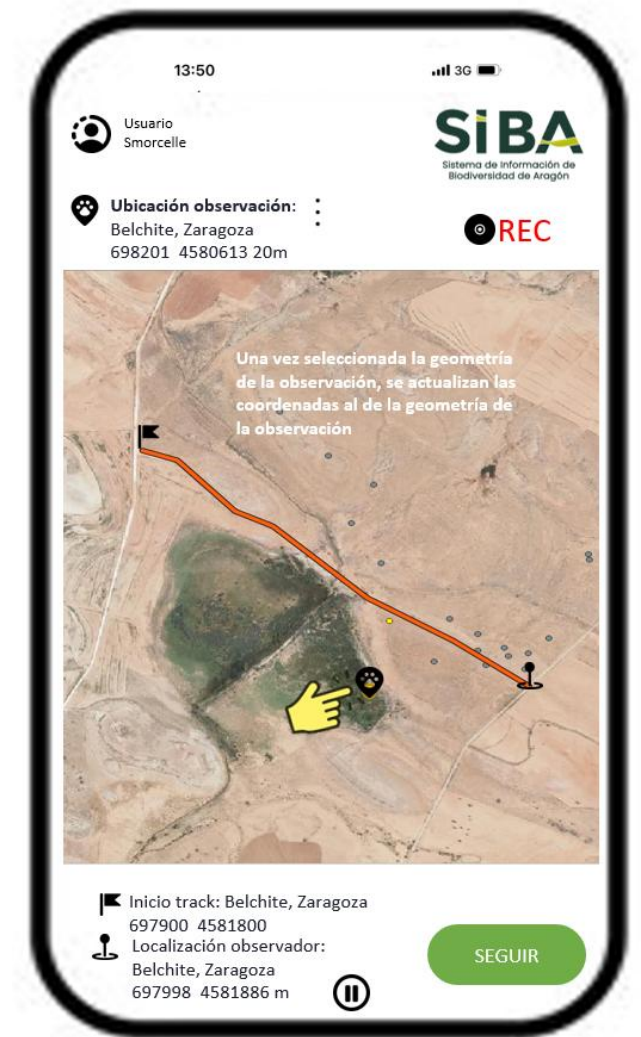 13:50
3G
Usuario
Smorcelle
SiBA
Sistema de Información de
Biodiversidad de Aragón
Ubicación observación:
Belchite, Zaragoza
698201 4580613 20m
REC
Una vez seleccionada la geometría
de la observación, se actualizan las
coordenadas al de la geometría de
la observación
Inicio track: Belchite, Zaragoza
697900 4581800
Localización observador:
Belchite, Zaragoza
697998 4581886 m
SEGUIR